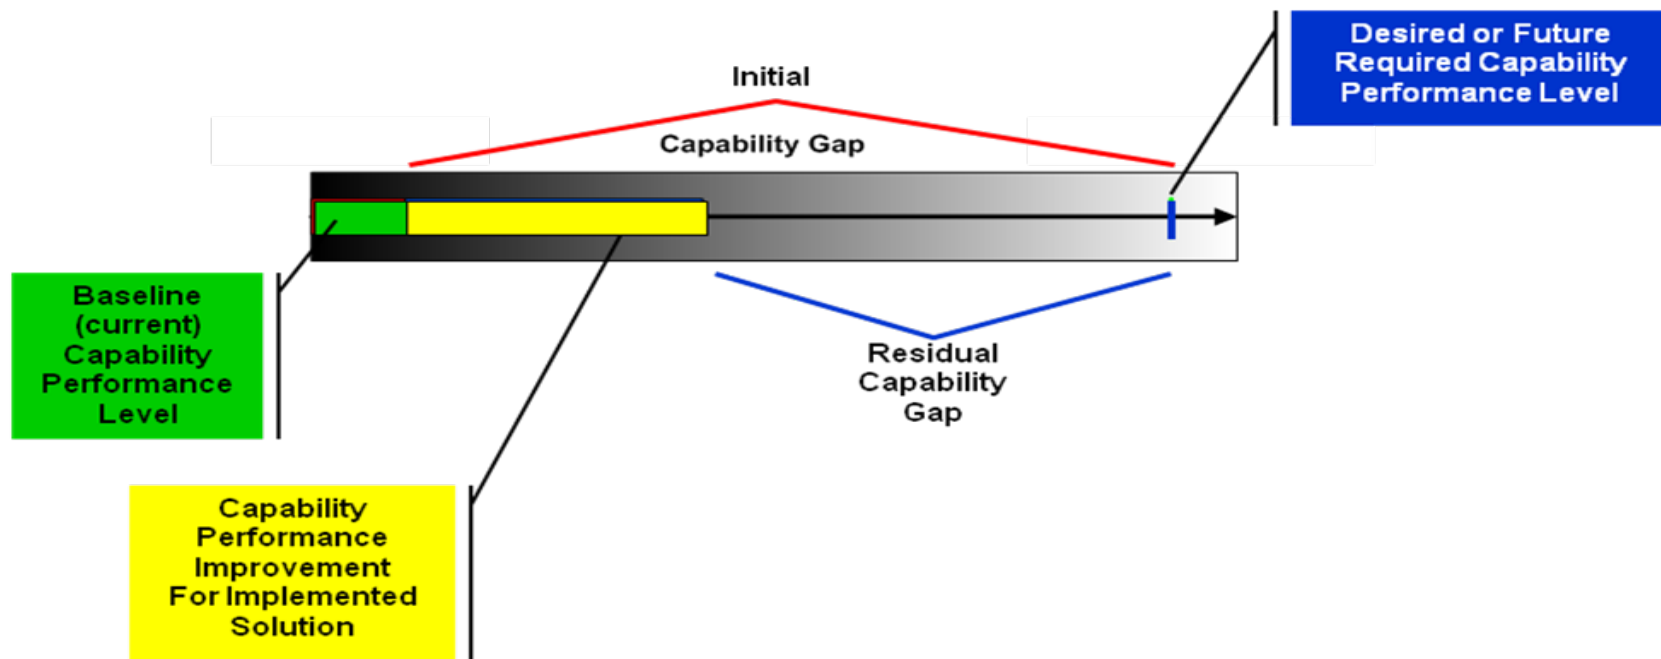 Initial
Capability Gap
Desired or Future
Required Capability
Performance Level
Baseline
(current)
Capability
Performance
Level
Residual
Capability
Gap
Capability
Performance
Improvement
For Implemented
Solution